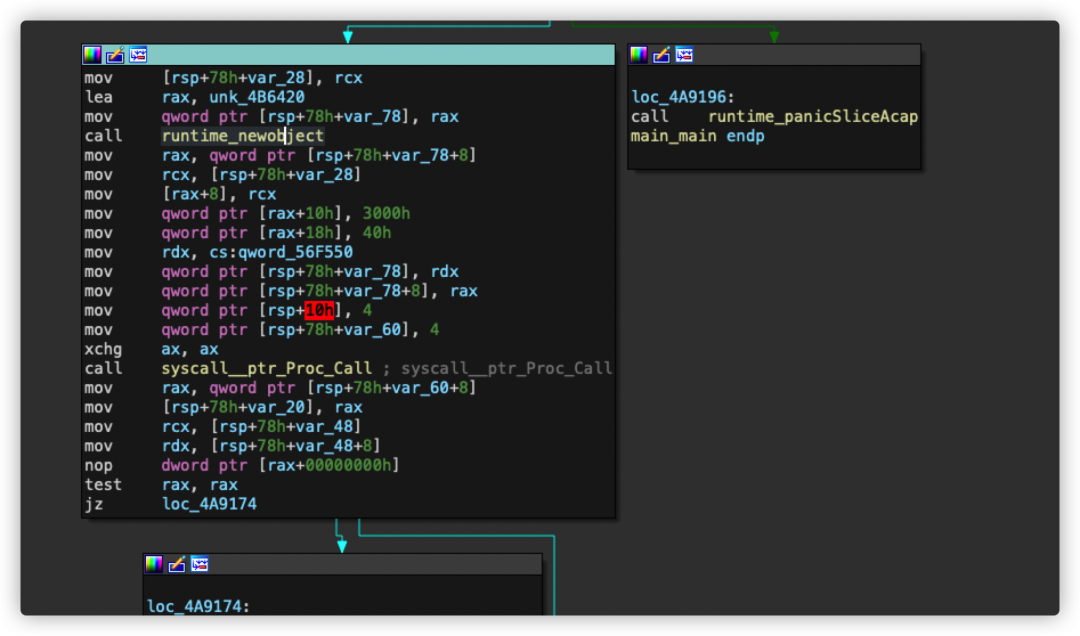 mov [rsp+78h+var_28], rcx
lea rax, unk_4B6420
mov qword ptr [rsp+78h+var_78], rax
call runtime_newobject
mov rax, qword ptr [rsp+78h+var_78+8]
mov rcx, [rsp+78h+var_28]
mov [rax+8], rcx
mov qword ptr [rax+10h], 3000h
mov qword ptr [rax+18h], 40h
mov rdx, cs:qword_56F550
mov qword ptr [rsp+78h+var_78], rdx
mov qword ptr [rsp+78h+var_78+8], rax
mov qword ptr [rsp+10h], 4
mov qword ptr [rsp+78h+var_60], 4
xchg ax, ax
call syscall__ptr_Proc_Call ; syscall__ptr_Proc_Call
mov rax, qword ptr [rsp+78h+var_60+8]
mov [rsp+78h+var_20], rax
mov rcx, [rsp+78h+var_48]
mov rdx, [rsp+78h+var_48+8]
nop dword ptr [rax+00000000h]
test rax, rax
jz loc_4A9174
loc_4A9196:
call runtime_panicSliceAcap
main_main endp
loc_4A9174: